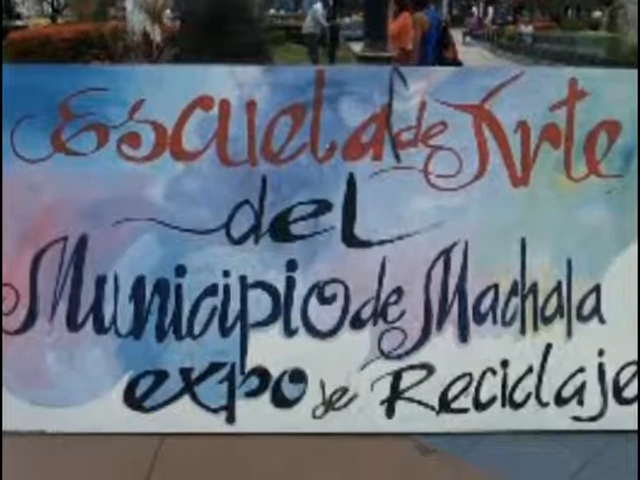 Escuela de Arte
del
Municipio de Machala
expo de Reciclaje